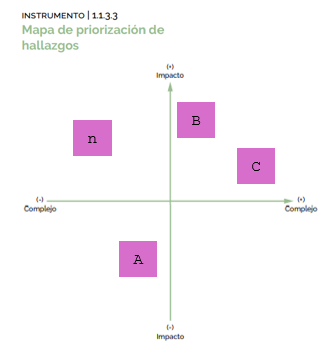 INSTRUMENTO | 1.1.3.3
Mapa de priorización de
hallazgos
(+)
Impacto
B
n
C
(-)
Complejo
(+)
Complejo
A
(-)
Impacto